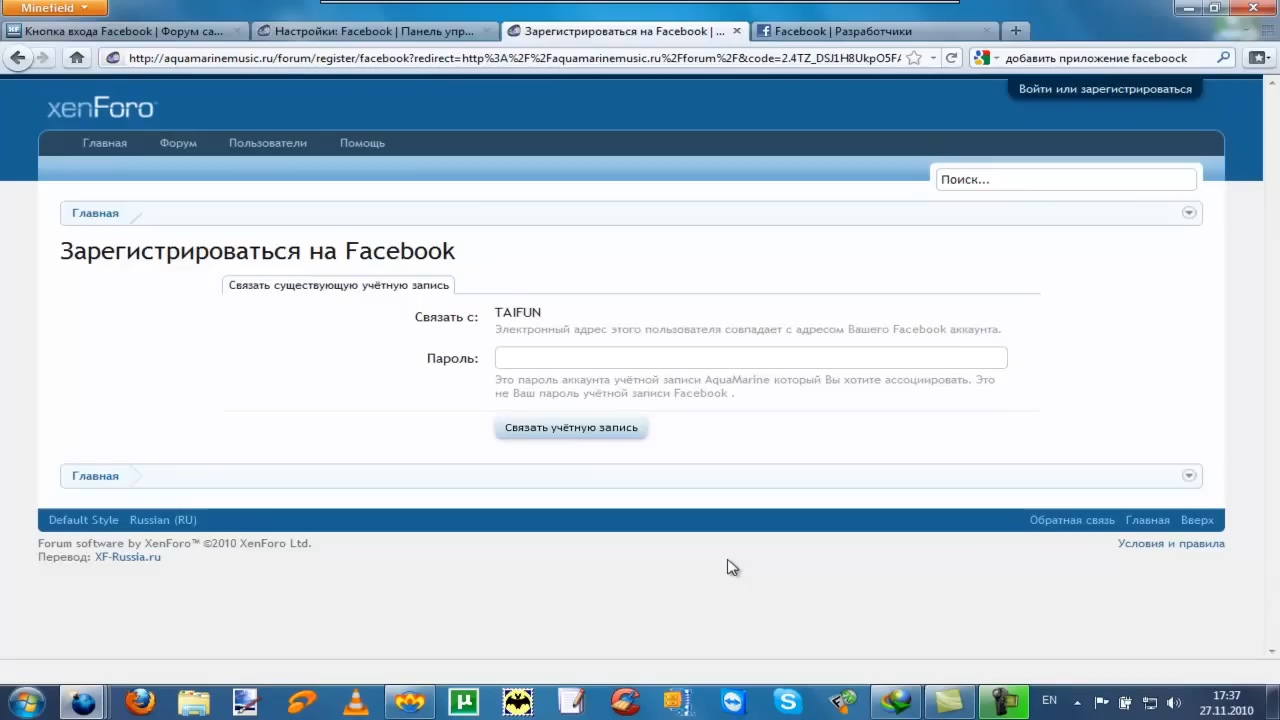 Minefield
Кнопка входа Facebook | Форум са...
Настройки: Facebook | Панель упр...
Зарегистрироваться на Facebook | ...
Facebook | Разработчики
http://aquamarinemusic.ru/forum/register/facebook?redirect=http%3A%2F%2Faquamarinemusic.ru%2Fforum%2F&code=2.4TZ_DSJ1H8UkpO5FA
добавить приложение faceboock
Войти или зарегистрироваться
xenForo
Главная
Форум
Пользователи
Помощь
Поиск...
Главная
Зарегистрироваться на Facebook
Связать существующую учётную запись
Связать с:
TAIFUN
Электронный адрес этого пользователя совпадает с адресом Вашего Facebook аккаунта.
Пароль:
Это пароль аккаунта учётной записи AquaMarine который Вы хотите ассоциировать. Это
не Ваш пароль учётной записи Facebook .
Связать учётную запись
Главная
Default Style
Russian (RU)
Обратная связь
Главная
Вверх
Forum software by XenForo™ ©2010 XenForo Ltd.
Перевод: XF-Russia.ru
Условия и правила
EN
17:37
27.11.2010